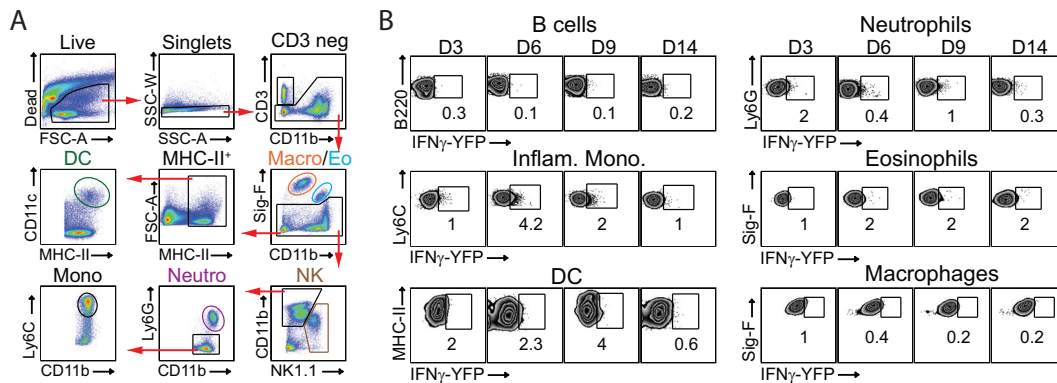 A
Live
Singlets
CD3 neg
Dead
FSC-A
SSC-W
SSC-A
CD3
CD11b
DC
MHC-II⁺
Macro/Eo
CD11c
MHC-II
FSC-A
MHC-II
Sig-F
CD11b
Mono
Neutro
NK
Ly6C
CD11b
Ly6G
CD11b
CD11b
NK1.1
B
B cells
D3 D6 D9 D14
B220
0.3 0.1 0.1 0.2
IFNγ-YFP
Inflam. Mono.
Ly6C
1 4.2 2 1
IFNγ-YFP
DC
MHC-II
2 2.3 4 0.6
IFNγ-YFP
Neutrophils
D3 D6 D9 D14
Ly6G
2 0.4 1 0.3
IFNγ-YFP
Eosinophils
Sig-F
1 2 2 2
IFNγ-YFP
Macrophages
Sig-F
1 0.4 0.2 0.2
IFNγ-YFP